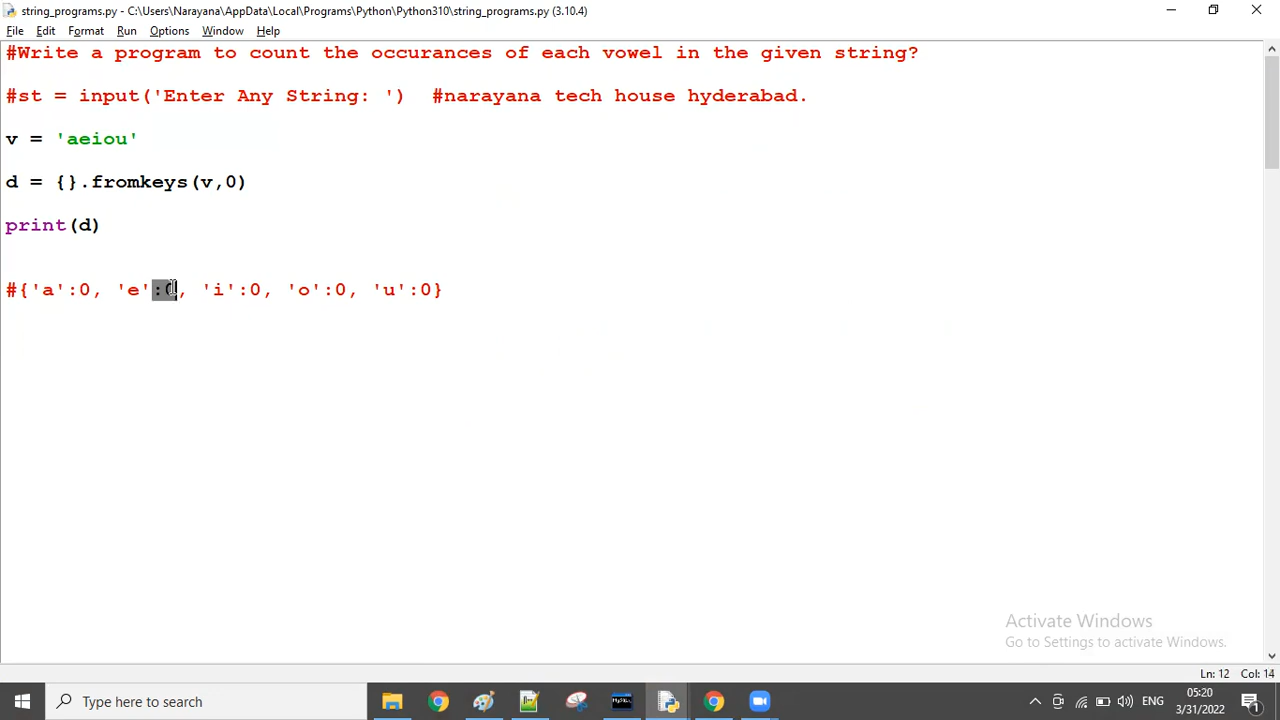 string_programs.py - C:\Users\Narayana\AppData\Local\Programs\Python\Python310\string_programs.py (3.10.4)
File Edit Format Run Options Window Help
#Write a program to count the occurances of each vowel in the given string?
#st = input('Enter Any String: ')  #narayana tech house hyderabad.
v = 'aeiou'
d = {}.fromkeys(v,0)
print(d)
#{'a':0, 'e':0, 'i':0, 'o':0, 'u':0}
Activate Windows
Go to Settings to activate Windows.
Ln: 12 Col: 14
Type here to search
ENG
05:20
3/31/2022
1